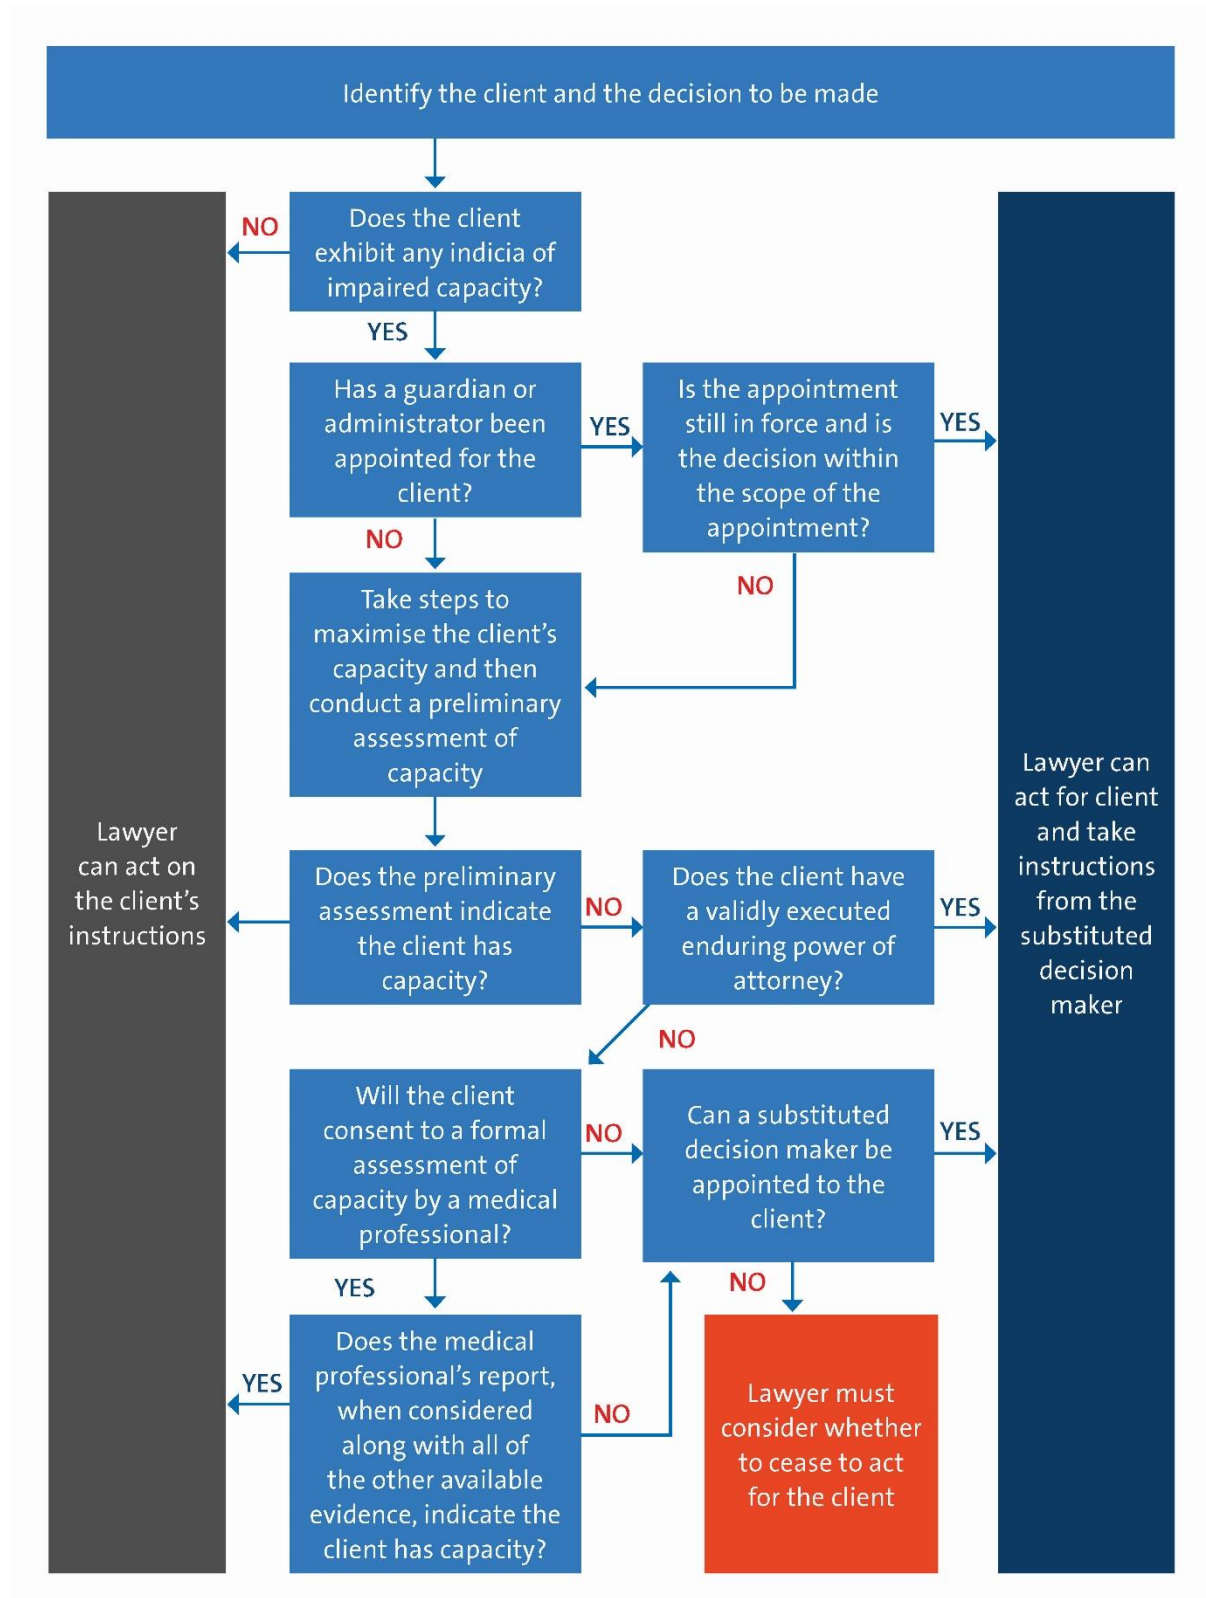 Identify the client and the decision to be made
Does the client
exhibit any indicia of
impaired capacity?
NO
YES
Has a guardian or
administrator been
appointed for the
client?
YES
Is the appointment
still in force and is
the decision within
the scope of the
appointment?
YES
NO
NO
Take steps to
maximise the client’s
capacity and then
conduct a preliminary
assessment of
capacity
Does the preliminary
assessment indicate
the client has
capacity?
NO
Does the client have
a validly executed
enduring power of
attorney?
YES
NO
Will the client
consent to a formal
assessment of
capacity by a medical
professional?
NO
Can a substituted
decision maker be
appointed to the
client?
YES
YES
NO
Does the medical
professional’s report,
when considered
along with all of
the other available
evidence, indicate the
client has capacity?
YES
NO
Lawyer must
consider whether
to cease to act
for the client
Lawyer
can act on
the client’s
instructions
Lawyer can
act for client
and take
instructions
from the
substituted
decision
maker